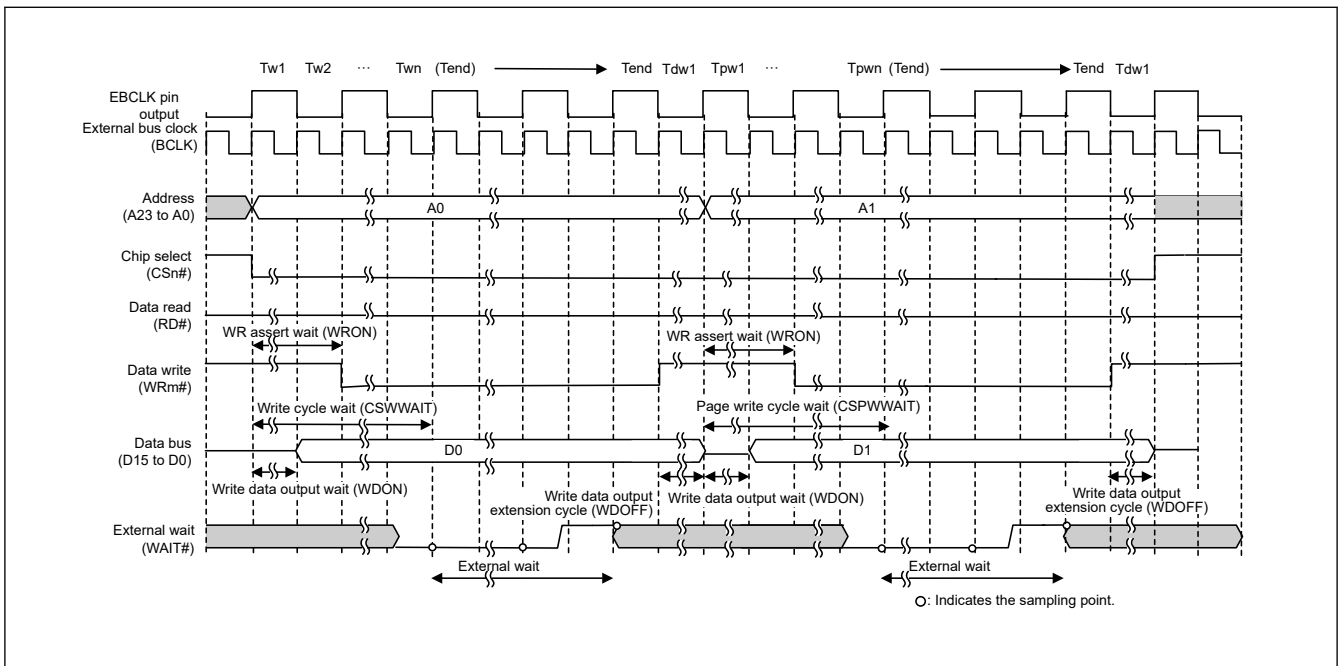 Tw1 Tw2 ... Twn (Tend) Tend Tdw1 Tpw1 ... Tpwn (Tend) Tend Tdw1
EBCLK pin
output
External bus clock
(BCLK)
Address
(A23 to A0)
A0 A1
Chip select
(CSn#)
Data read
(RD#)
WR assert wait (WRON) WR assert wait (WRON)
Data write
(WRm#)
Write cycle wait (CSWWAIT) Page write cycle wait (CSPWWAIT)
Data bus
(D15 to D0)
D0 D1
Write data output wait (WDON) Write data output wait (WDON)
Write data output
extension cycle (WDOFF)
Write data output
extension cycle (WDOFF)
External wait
(WAIT#)
External wait External wait
: Indicates the sampling point.